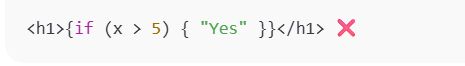 <h1>{if (x > 5) { "Yes" }}</h1> ❌